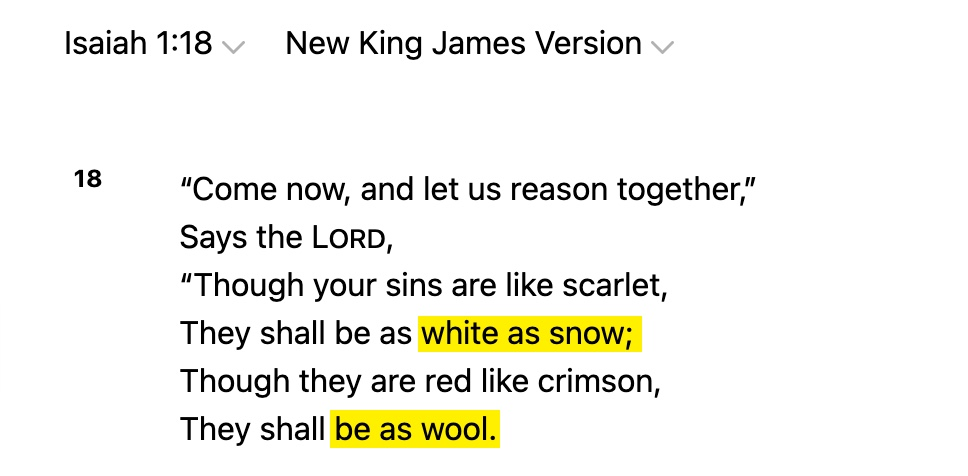 Isaiah 1:18 New King James Version
18 “Come now, and let us reason together,”
Says the LORD,
“Though your sins are like scarlet,
They shall be as white as snow;
Though they are red like crimson,
They shall be as wool.